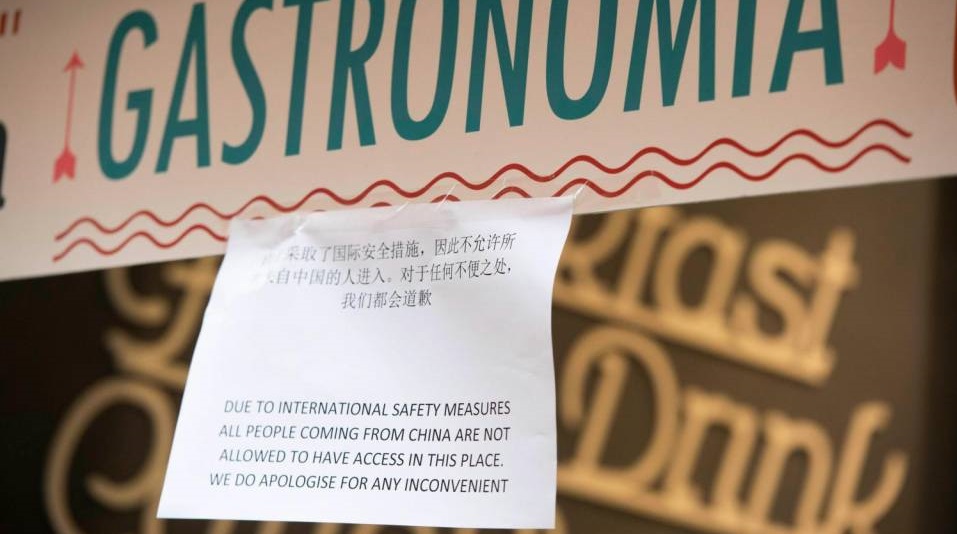 GASTRONOMIA
采取了国际安全措施，因此不允许所
来自中国的人进入。对于任何不便之处，
我们都会道歉
DUE TO INTERNATIONAL SAFETY MEASURES
ALL PEOPLE COMING FROM CHINA ARE NOT
ALLOWED TO HAVE ACCESS IN THIS PLACE.
WE DO APOLOGISE FOR ANY INCONVENIENT
kfast
Drink